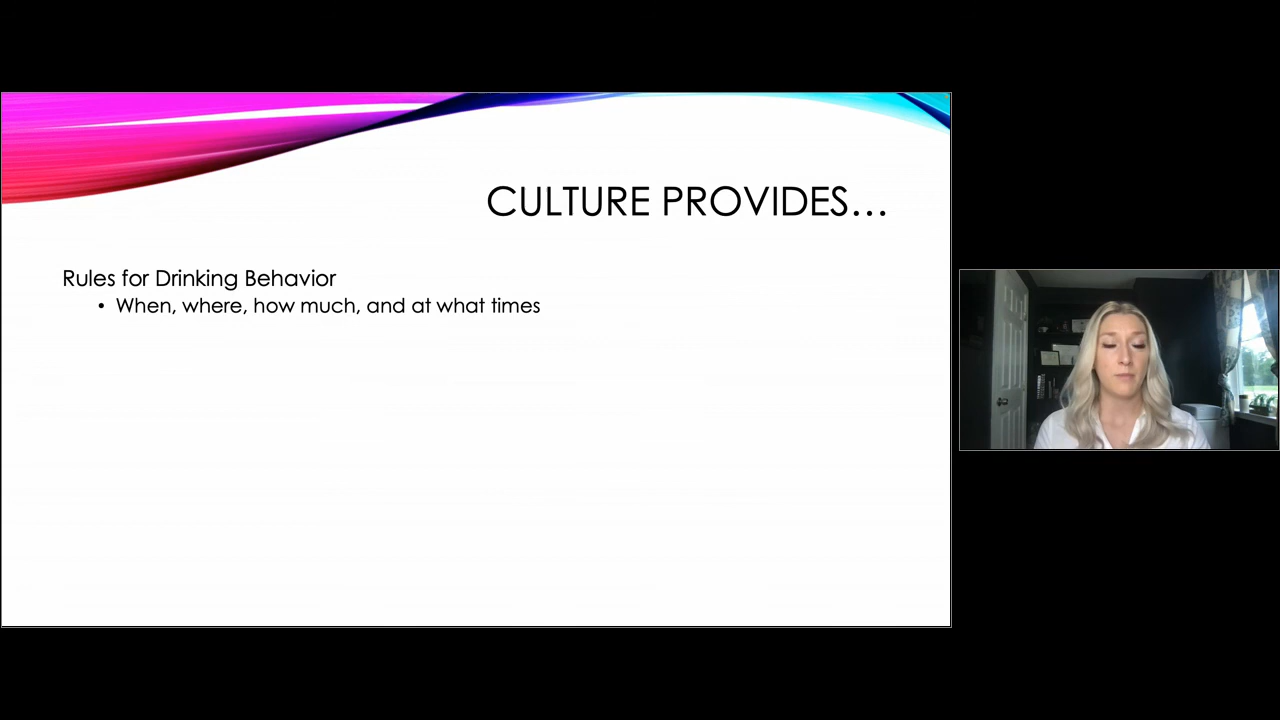 CULTURE PROVIDES...
Rules for Drinking Behavior
• When, where, how much, and at what times